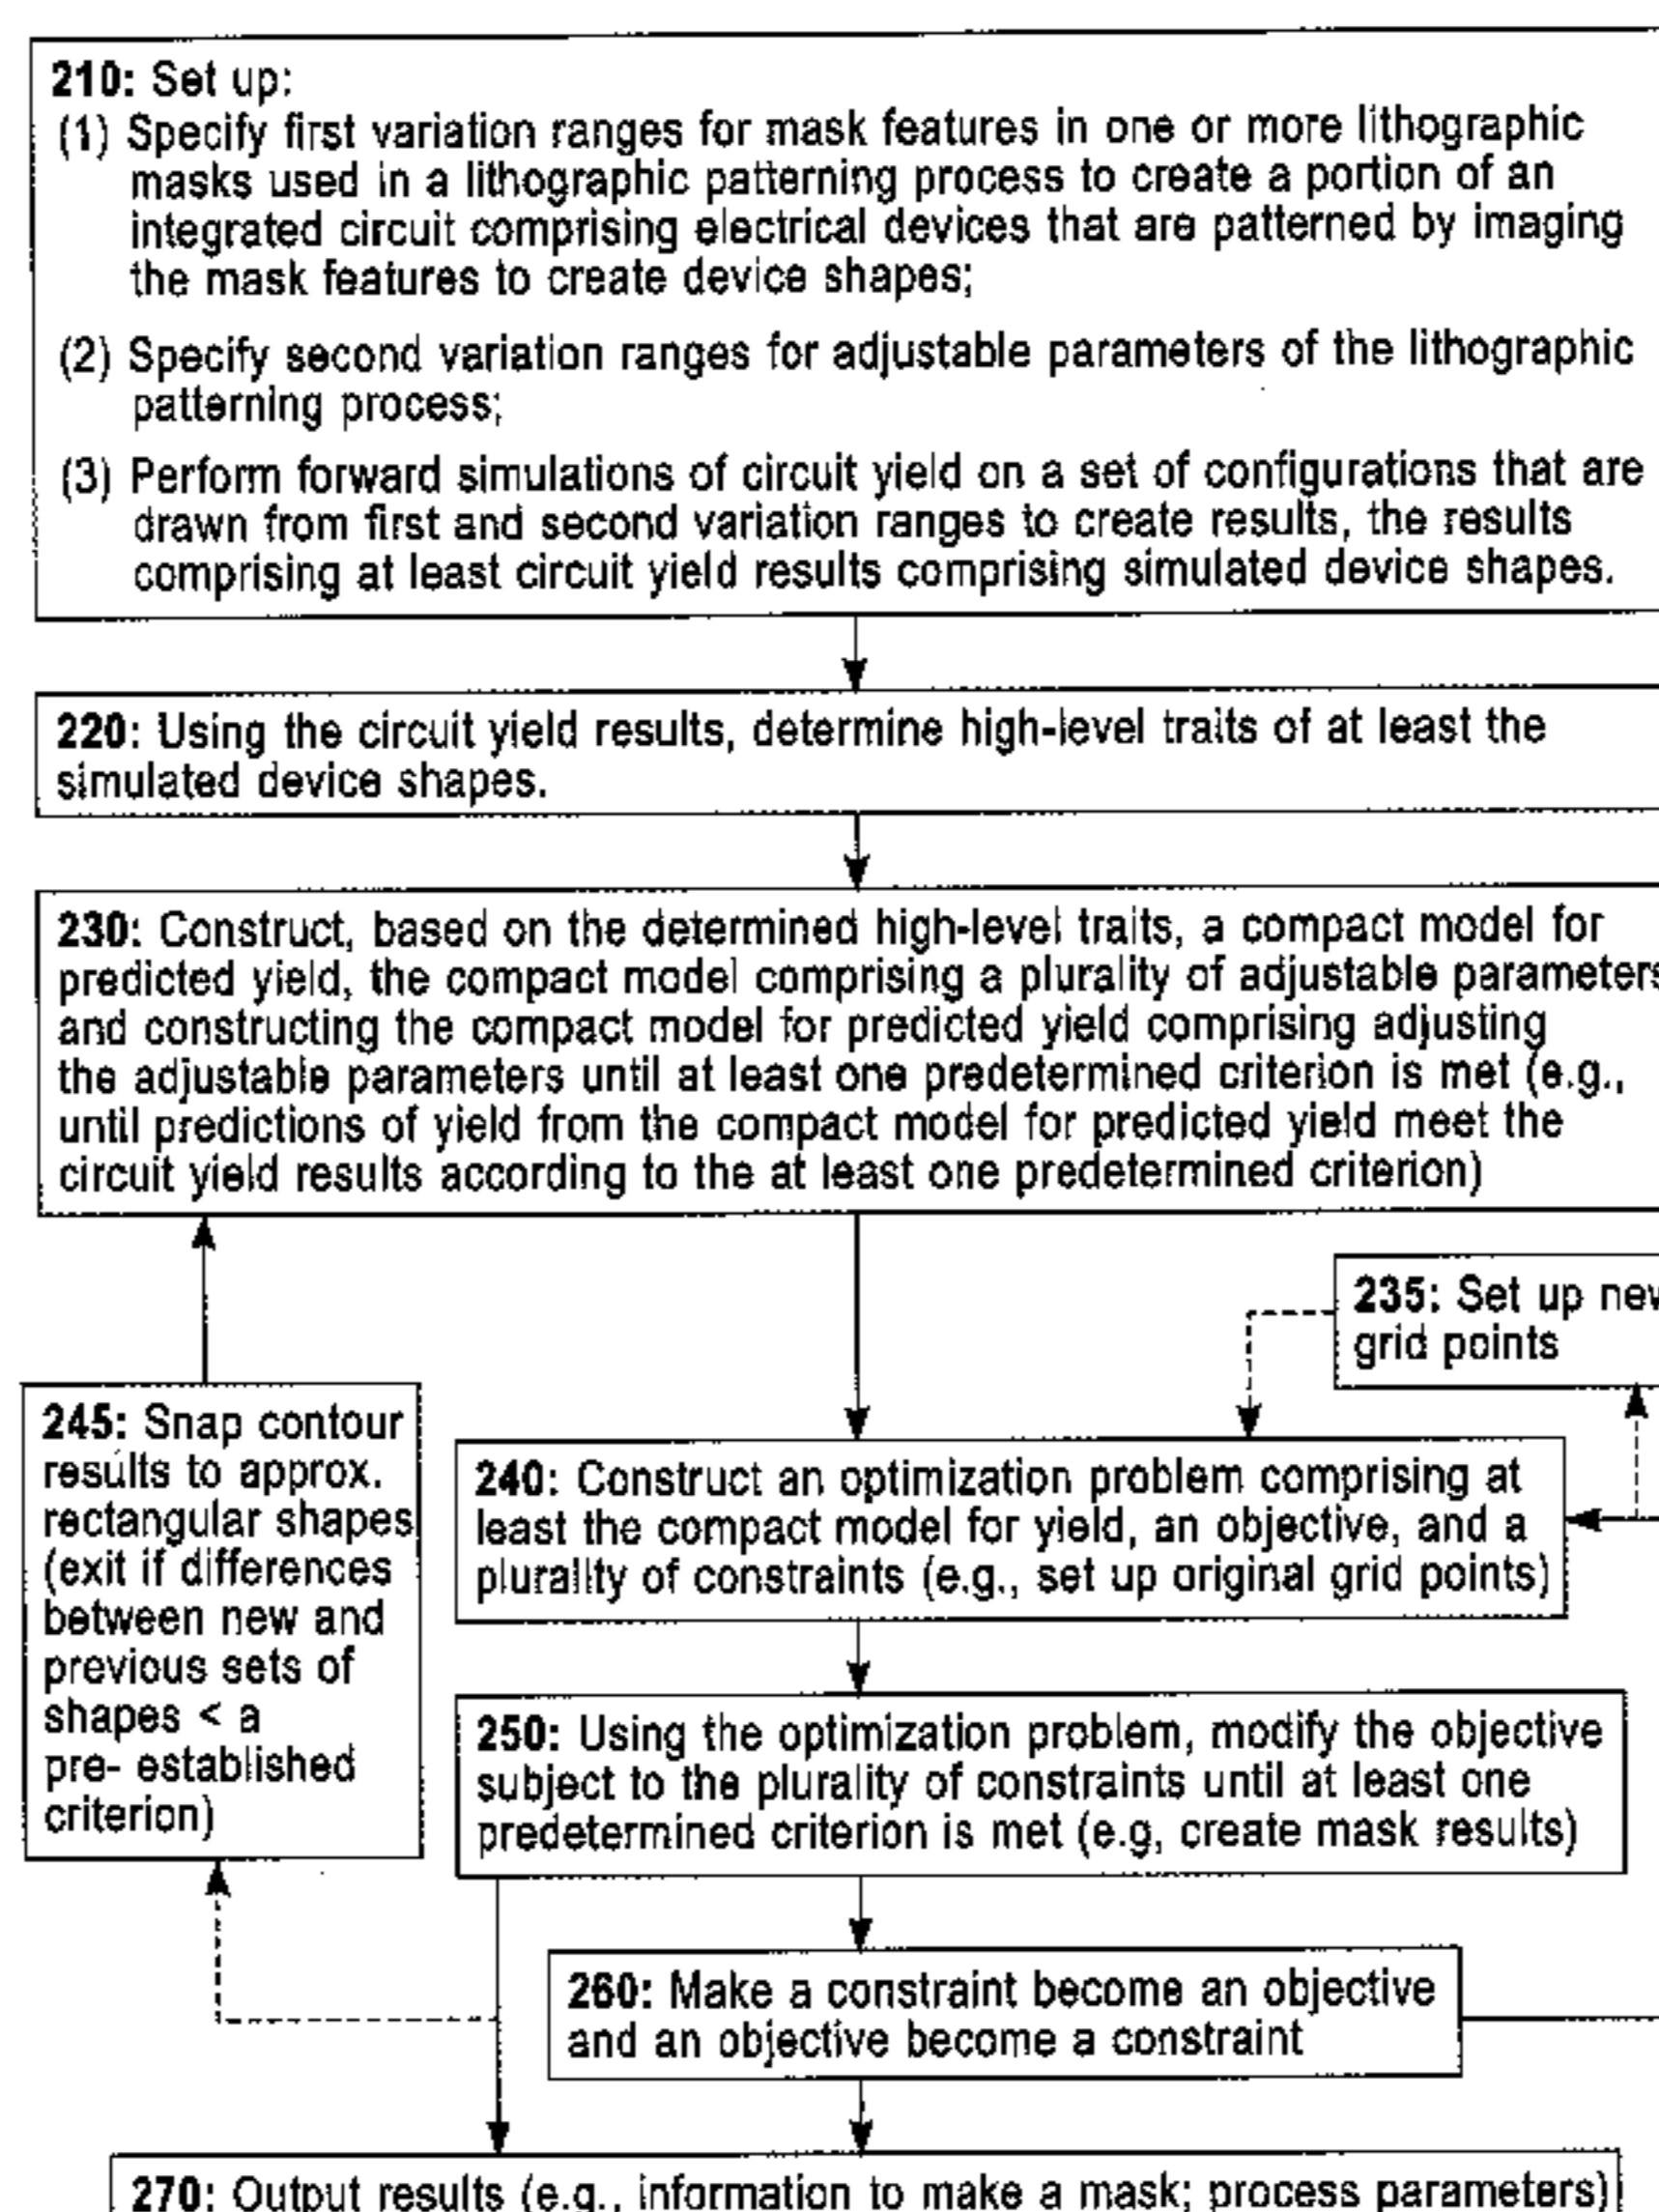 210: Set up:
(1) Specify first variation ranges for mask features in one or more lithographic
masks used in a lithographic patterning process to create a portion of an
integrated circuit comprising electrical devices that are patterned by imaging
the mask features to create device shapes;
(2) Specify second variation ranges for adjustable parameters of the lithographic
patterning process;
(3) Perform forward simulations of circuit yield on a set of configurations that are
drawn from first and second variation ranges to create results, the results
comprising at least circuit yield results comprising simulated device shapes.
220: Using the circuit yield results, determine high-level traits of at least the
simulated device shapes.
230: Construct, based on the determined high-level traits, a compact model for
predicted yield, the compact model comprising a plurality of adjustable parameters
and constructing the compact model for predicted yield comprising adjusting
the adjustable parameters until at least one predetermined criterion is met (e.g.,
until predictions of yield from the compact model for predicted yield meet the
circuit yield results according to the at least one predetermined criterion)
235: Set up new
grid points
245: Snap contour
results to approx.
rectangular shapes
(exit if differences
between new and
previous sets of
shapes < a
pre- established
criterion)
240: Construct an optimization problem comprising at
least the compact model for yield, an objective, and a
plurality of constraints (e.g., set up original grid points)
250: Using the optimization problem, modify the objective
subject to the plurality of constraints until at least one
predetermined criterion is met (e.g, create mask results)
260: Make a constraint become an objective
and an objective become a constraint
270: Output results (e.g., information to make a mask; process parameters)